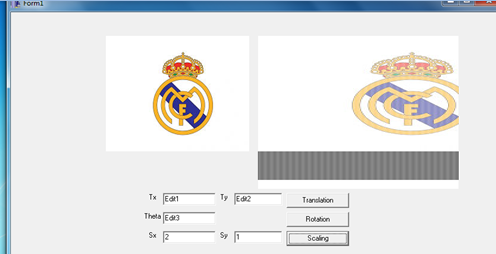 Form1
Tx Edit1 Ty Edit2 Translation
Theta Edit3 Rotation
Sx 2 Sy 1 Scaling